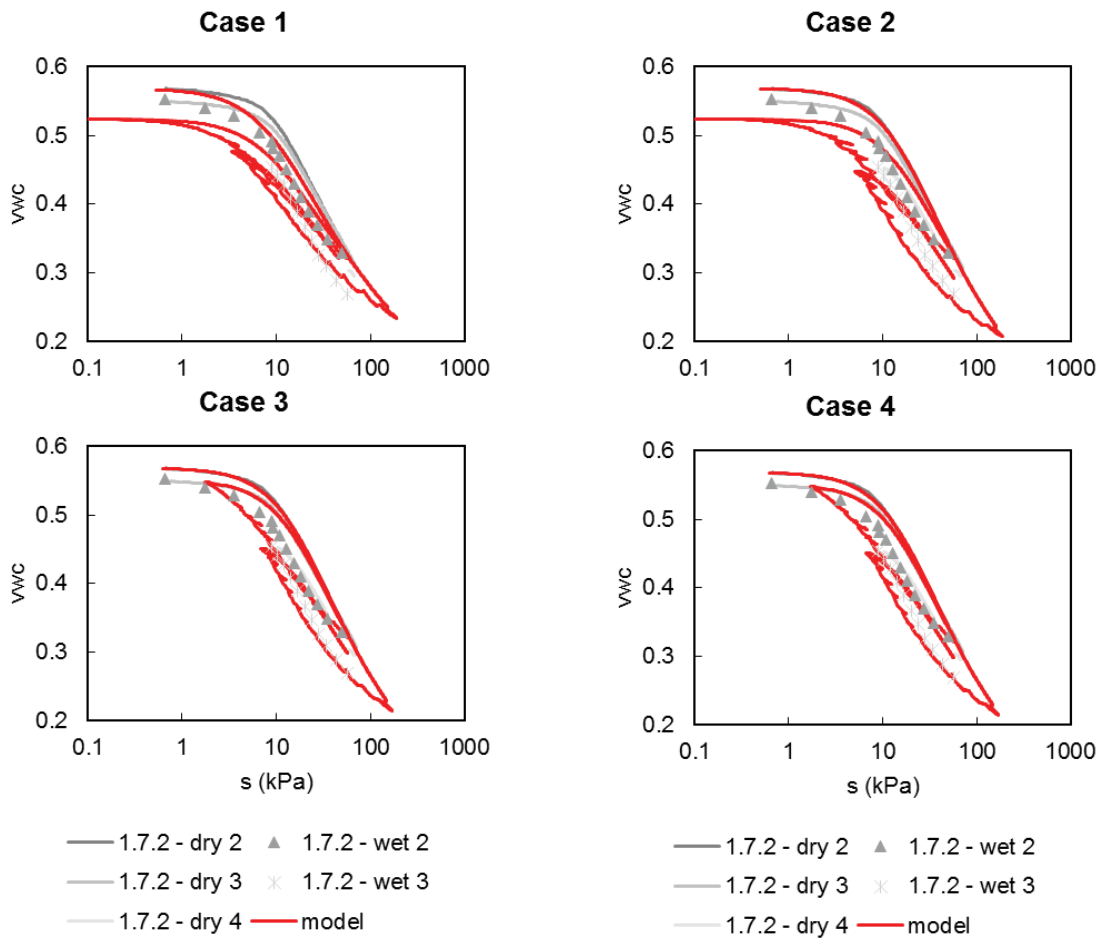 Case 1
0.6
0.5
0.4
0.3
0.2
vwc
0.1 1 10 100 1000
Case 2
0.6
0.5
0.4
0.3
0.2
vwc
0.1 1 10 100 1000
Case 3
0.6
0.5
0.4
0.3
0.2
vwc
0.1 1 10 100 1000
s (kPa)
Case 4
0.6
0.5
0.4
0.3
0.2
vwc
0.1 1 10 100 1000
s (kPa)
1.7.2 - dry 2 1.7.2 - wet 2
1.7.2 - dry 3 1.7.2 - wet 3
1.7.2 - dry 4 model
1.7.2 - dry 2 1.7.2 - wet 2
1.7.2 - dry 3 1.7.2 - wet 3
1.7.2 - dry 4 model